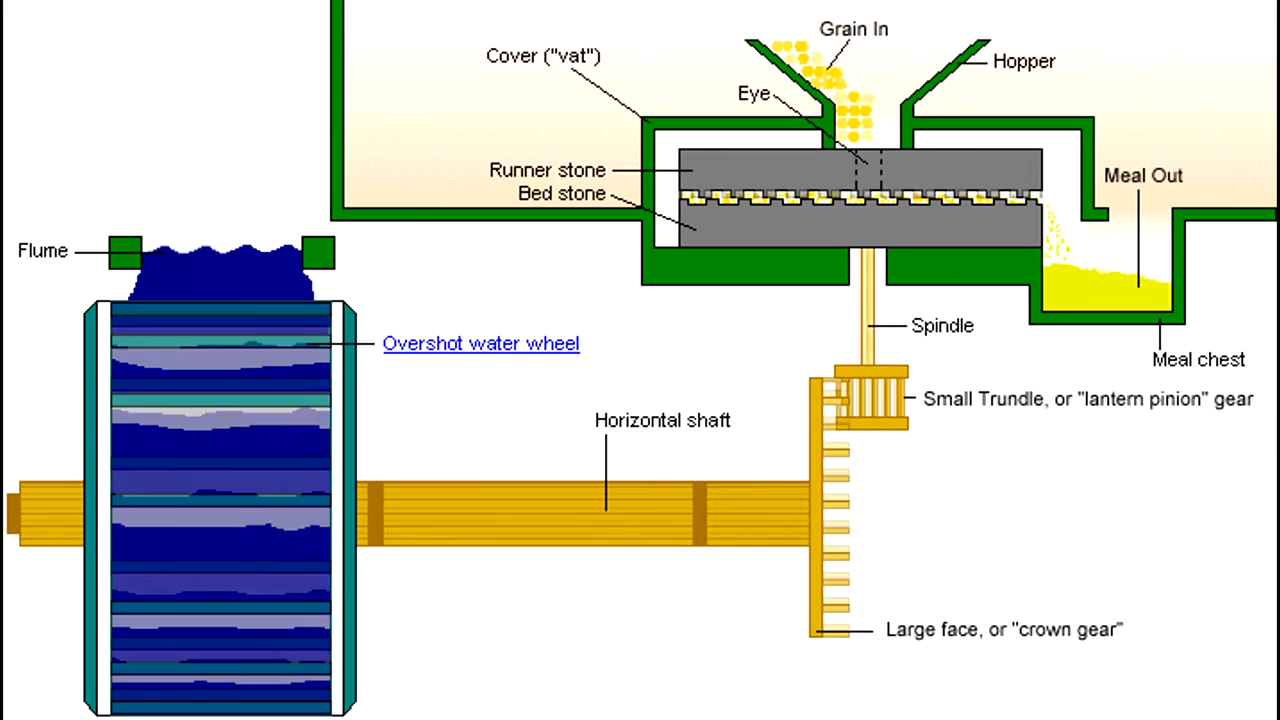 Grain In
Cover ("vat")
Hopper
Eye
Runner stone
Meal Out
Bed stone
Flume
Spindle
Overshot water wheel
Meal chest
Small Trundle, or "lantern pinion" gear
Horizontal shaft
Large face, or "crown gear"